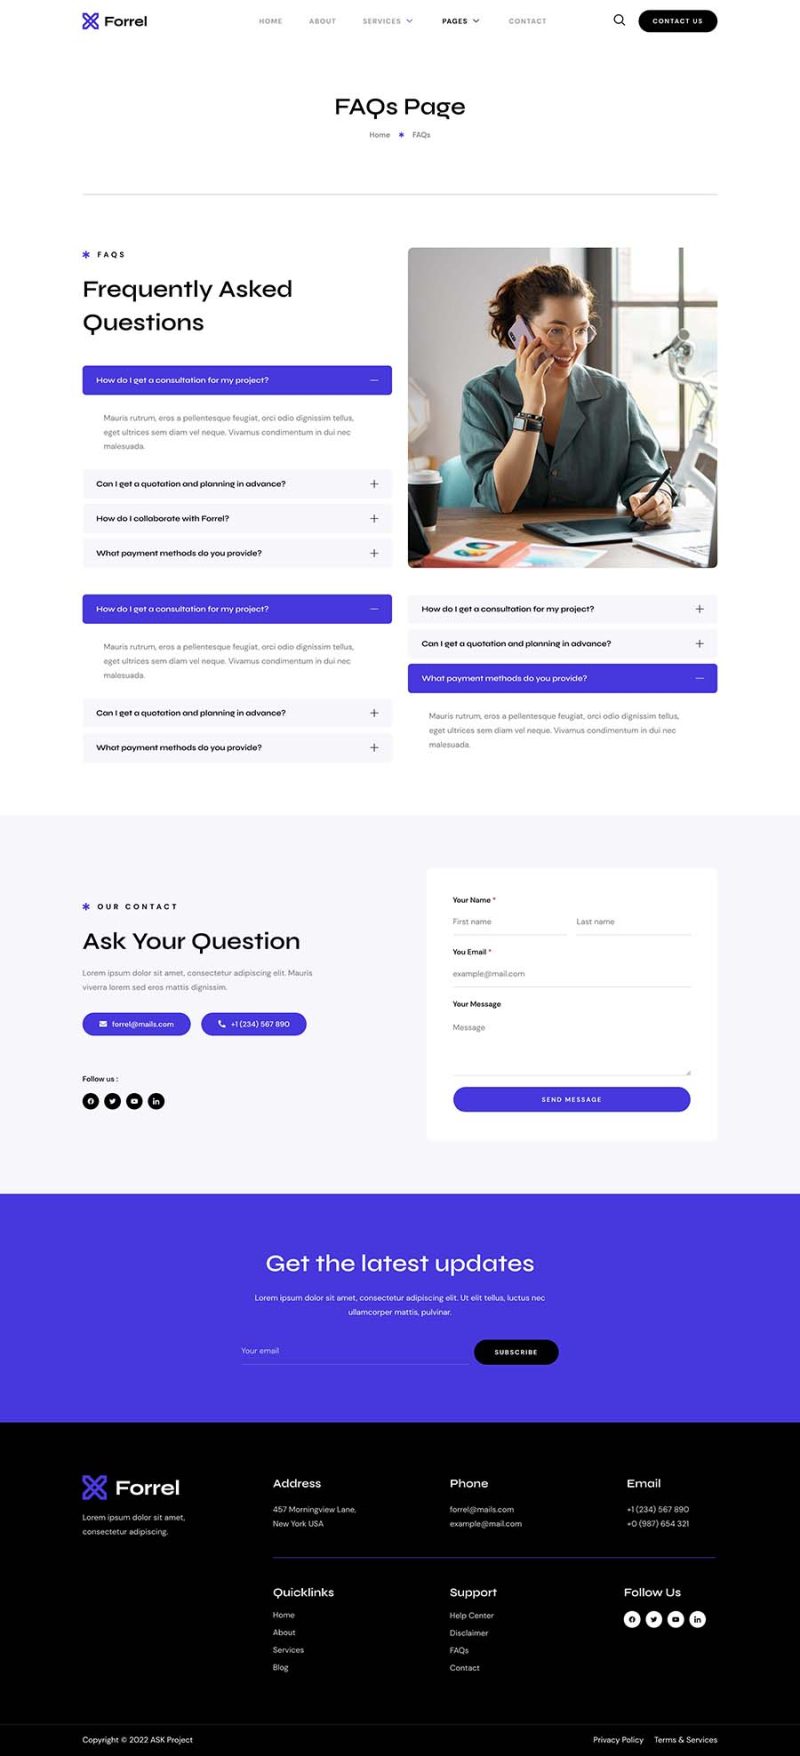 Forrel
HOME ABOUT SERVICES PAGES CONTACT
CONTACT US
FAQs Page
Home FAQs
FAQS
Frequently Asked
Questions
How do I get a consultation for my project?
Mauris rutrum, eros a pellentesque feugiat, orci odio dignissim tellus,
eget ultrices sem diam vel neque. Vivamus condimentum in dui nec
malesuada.
Can I get a quotation and planning in advance?
How do I collaborate with Forrel?
What payment methods do you provide?
How do I get a consultation for my project?
Mauris rutrum, eros a pellentesque feugiat, orci odio dignissim tellus,
eget ultrices sem diam vel neque. Vivamus condimentum in dui nec
malesuada.
Can I get a quotation and planning in advance?
What payment methods do you provide?
How do I get a consultation for my project?
Can I get a quotation and planning in advance?
What payment methods do you provide?
Mauris rutrum, eros a pellentesque feugiat, orci odio dignissim tellus,
eget ultrices sem diam vel neque. Vivamus condimentum in dui nec
malesuada.
OUR CONTACT
Ask Your Question
Lorem ipsum dolor sit amet, consectetur adipiscing elit. Mauris
viverra lorem sed eros mattis dignissim.
forrel@mails.com
+1 (234) 567 890
Follow us :
Your Name *
First name
Last name
You Email *
example@mail.com
Your Message
Message
SEND MESSAGE
Get the latest updates
Lorem ipsum dolor sit amet, consectetur adipiscing elit. Ut elit tellus, luctus nec
ullamcorper mattis, pulvinar.
Your email
SUBSCRIBE
Forrel
Lorem ipsum dolor sit amet,
consectetur adipiscing.
Address
457 Morningview Lane,
New York USA
Phone
forrel@mails.com
example@mail.com
Email
+1 (234) 567 890
+0 (987) 654 321
Quicklinks
Home
About
Services
Blog
Support
Help Center
Disclaimer
FAQs
Contact
Follow Us
Copyright © 2022 ASK Project
Privacy Policy
Terms & Services